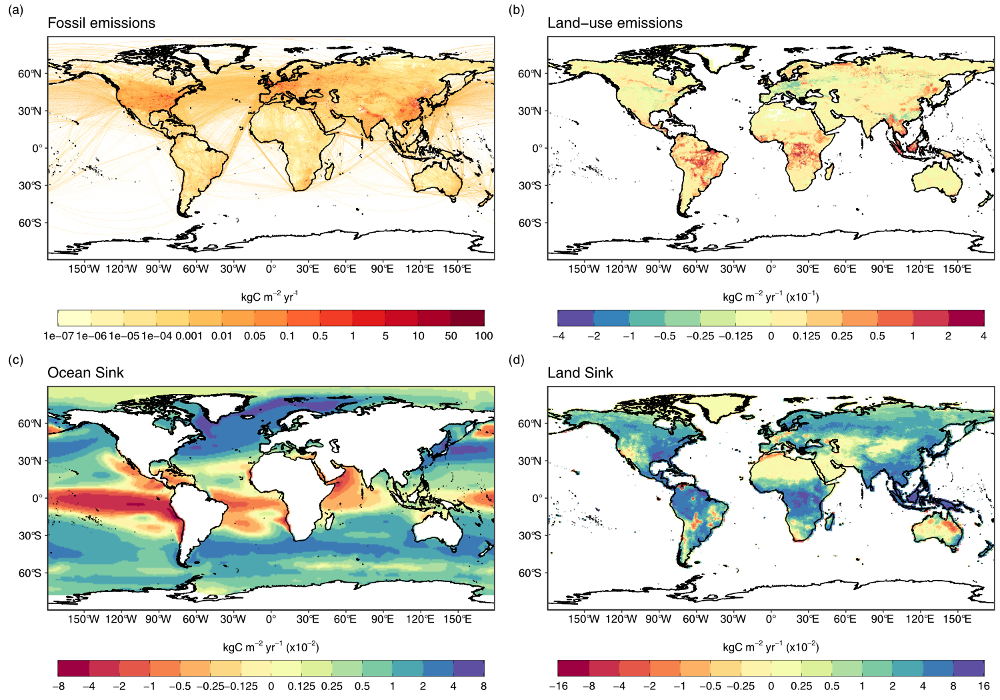 (a)
Fossil emissions
60°N
30°N
0°
30°S
60°S
150°W 120°W 90°W 60°W 30°W 0° 30°E 60°E 90°E 120°E 150°E
kgC m−2 yr-1
1e−07 1e−06 1e−05 1e−04 0.001 0.01 0.05 0.1 0.5 1 5 10 50 100
(b)
Land−use emissions
60°N
30°N
0°
30°S
60°S
150°W 120°W 90°W 60°W 30°W 0° 30°E 60°E 90°E 120°E 150°E
kgC m−2 yr−1 (x10−1)
−4 −2 −1 −0.5 −0.25 −0.125 0 0.125 0.25 0.5 1 2 4
(c)
Ocean Sink
60°N
30°N
0°
30°S
60°S
150°W 120°W 90°W 60°W 30°W 0° 30°E 60°E 90°E 120°E 150°E
kgC m−2 yr−1 (x10−2)
−8 −4 −2 −1 −0.5 −0.25 −0.125 0 0.125 0.25 0.5 1 2 4 8
(d)
Land Sink
60°N
30°N
0°
30°S
60°S
150°W 120°W 90°W 60°W 30°W 0° 30°E 60°E 90°E 120°E 150°E
kgC m−2 yr−1 (x10−2)
−16 −8 −4 −2 −1 −0.5 −0.25 0 0.25 0.5 1 2 4 8 16